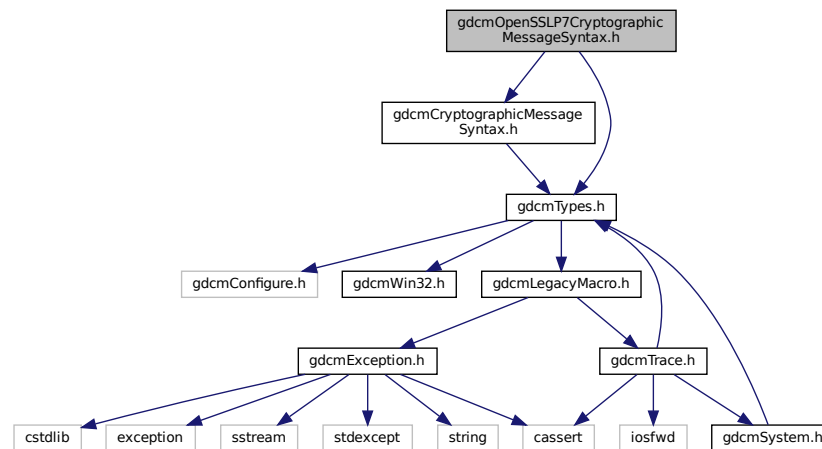 gdcmOpenSSLP7Cryptographic
MessageSyntax.h
gdcmCryptographicMessage
Syntax.h
gdcmTypes.h
gdcmConfigure.h
gdcmWin32.h
gdcmLegacyMacro.h
gdcmException.h
gdcmTrace.h
cstdlib
exception
sstream
stdexcept
string
cassert
iosfwd
gdcmSystem.h